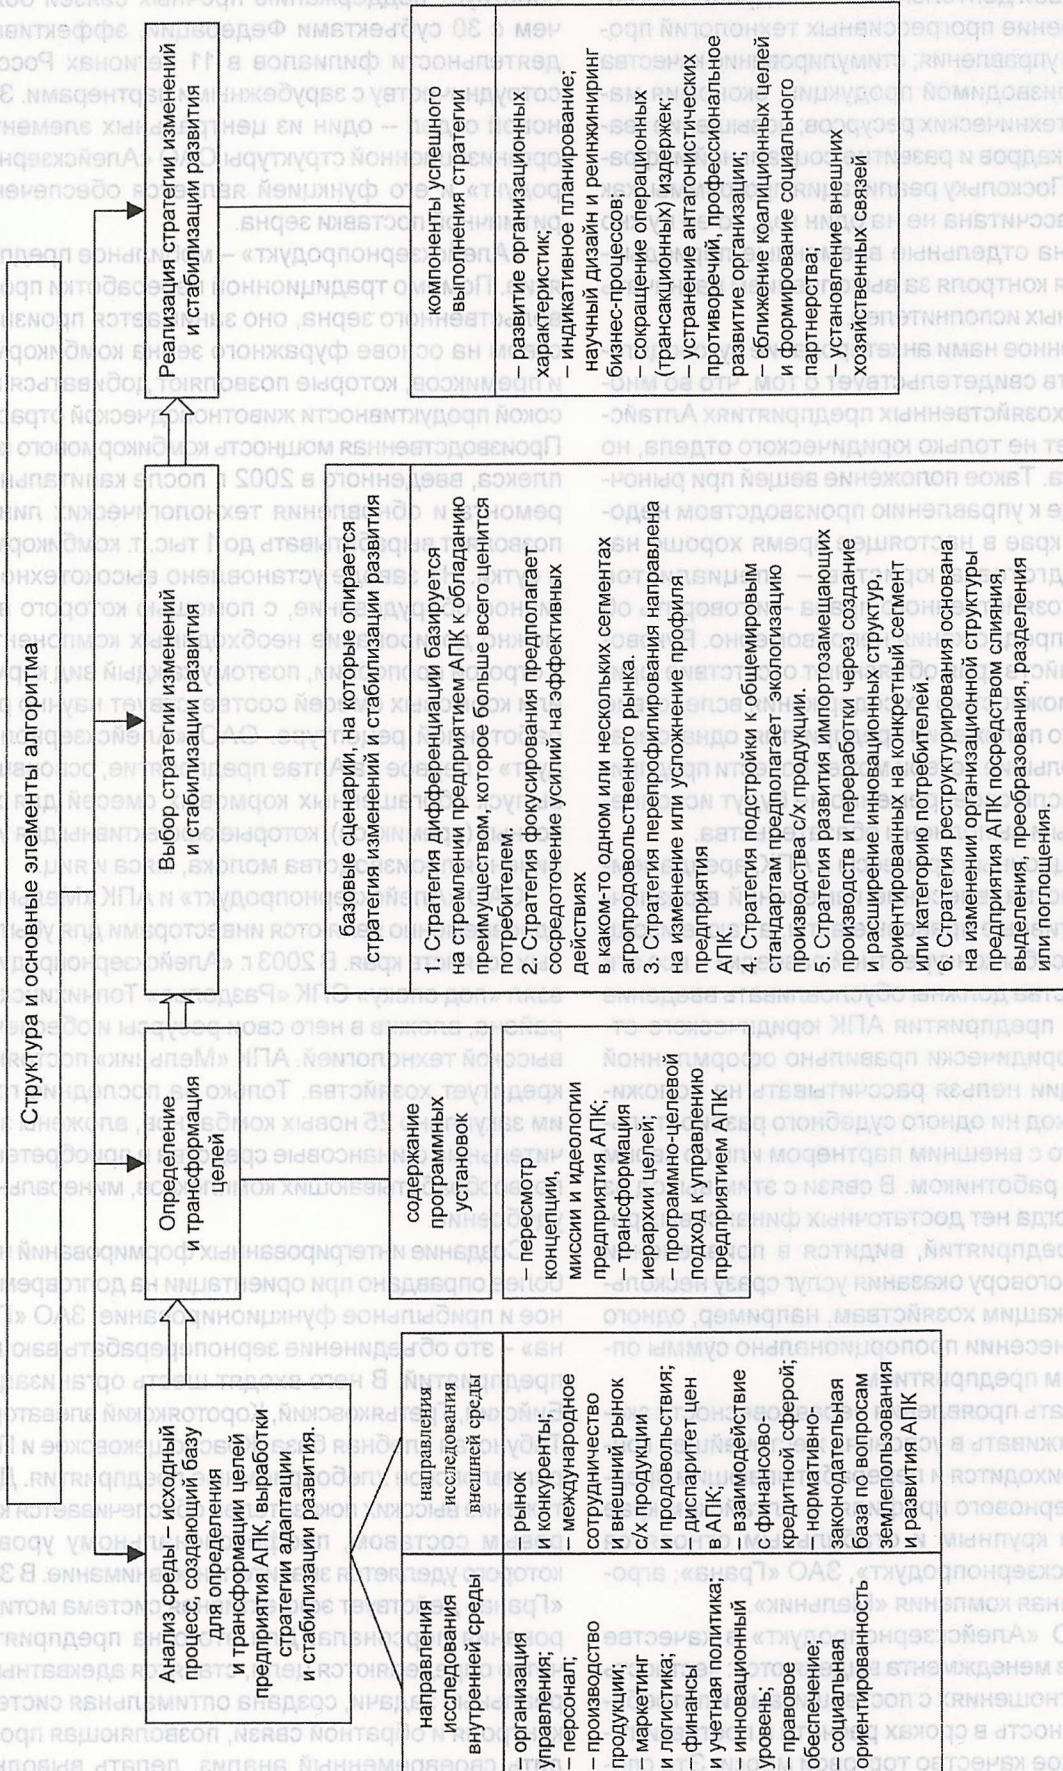 Структура и основные элементы алгоритма
Анализ среды – исходный
процесс, создающий базу
для определения
и трансформации целей
предприятия АПК, выработки
стратегии адаптации
и стабилизации развития.
Определение
и трансформация
целей
Выбор стратегии изменений
и стабилизации развития
Реализация стратегии изменений
и стабилизации развития
направления
исследования
внутренней среды
– организация
управления;
– персонал;
– производство
продукции;
– маркетинг
и логистика;
– финансы
и учетная политика;
– инновационный
уровень;
– правовое
обеспечение;
– социальная
ориентированность
направления
исследования
внешней среды
– рынок
и конкуренты;
– международное
сотрудничество
и внешний рынок
с/х продукции
и продовольствия;
– диспаритет цен
в АПК;
– взаимодействие
с финансово-
кредитной сферой;
– нормативно-
законодательная
база по вопросам
землепользования
и развития АПК
содержание
программных
установок
– пересмотр
концепции,
миссии и идеологии
предприятия АПК;
– трансформация
иерархии целей;
– программно-целевой
подход к управлению
предприятием АПК
базовые сценарии, на которые опирается
стратегия изменений и стабилизации развития
1. Стратегия дифференциации базируется
на стремлении предприятием АПК к обладанию
преимуществом, которое больше всего ценится
потребителем
2. Стратегия фокусирования предполагает
сосредоточение усилий на эффективных
действиях
в каком-то одном или нескольких сегментах
агропродовольственного рынка
3. Стратегия перепрофилирования направлена
на изменение или усложнение профиля
предприятия
АПК
4. Стратегия подстройки к общемировым
стандартам предполагает экологизацию
производства с/х продукции.
5. Стратегия развития импортозамещающих
производств и переработки через создание
и расширение инновационных структур,
ориентированных на конкретный сегмент
или категорию потребителей.
6. Стратегия реструктурирования основана
на изменении организационной структуры
предприятия АПК посредством слияния,
выделения, преобразования, разделения
или поглощения.
компоненты успешного
выполнения стратегии
– развитие организационных
характеристик;
– индикативное планирование;
научный дизайн и реинжиниринг
бизнес-процессов;
– сокращение операционных
(трансакционных) издержек;
– устранение антагонистических
противоречий, прогрессиональное
развитие организации;
– сближение коалиционных целей
и формирование социального
партнерства;
– установление внешних
хозяйственных связей